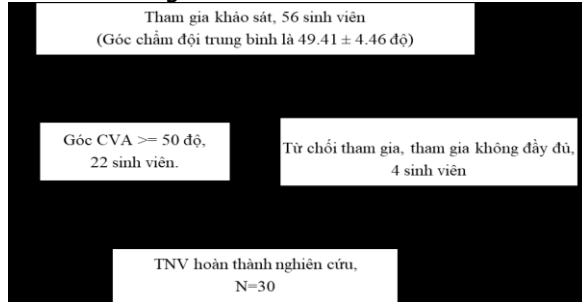 Tham gia khảo sát, 56 sinh viên
(Góc chẩm đội trung bình là 49.41 ± 4.46 độ)
Góc CVA >= 50 độ,
22 sinh viên.
Từ chối tham gia, tham gia không đầy đủ,
4 sinh viên
TNV hoàn thành nghiên cứu,
N=30